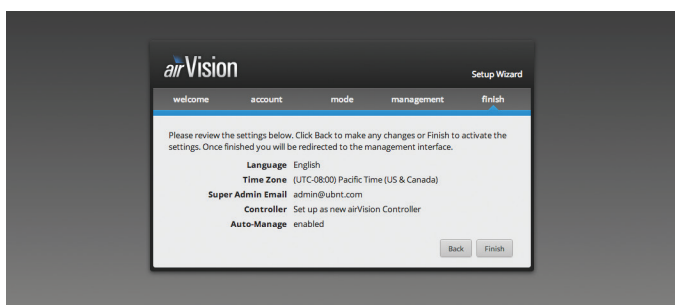 airVision
Setup Wizard
welcome account mode management finish
Please review the settings below. Click Back to make any changes or Finish to activate the
settings. Once finished you will be redirected to the management interface.
Language English
Time Zone (UTC-08:00) Pacific Time (US & Canada)
Super Admin Email admin@ubnt.com
Controller Set up as new airVision Controller
Auto-Manage enabled
Back Finish